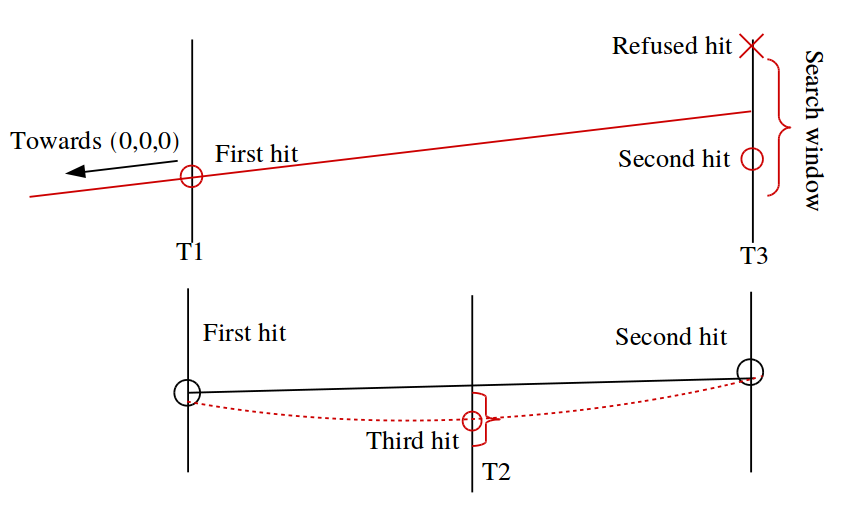 Refused hit
Search window
Towards (0,0,0)
First hit
Second hit
T1
T3
First hit
Second hit
Third hit
T2